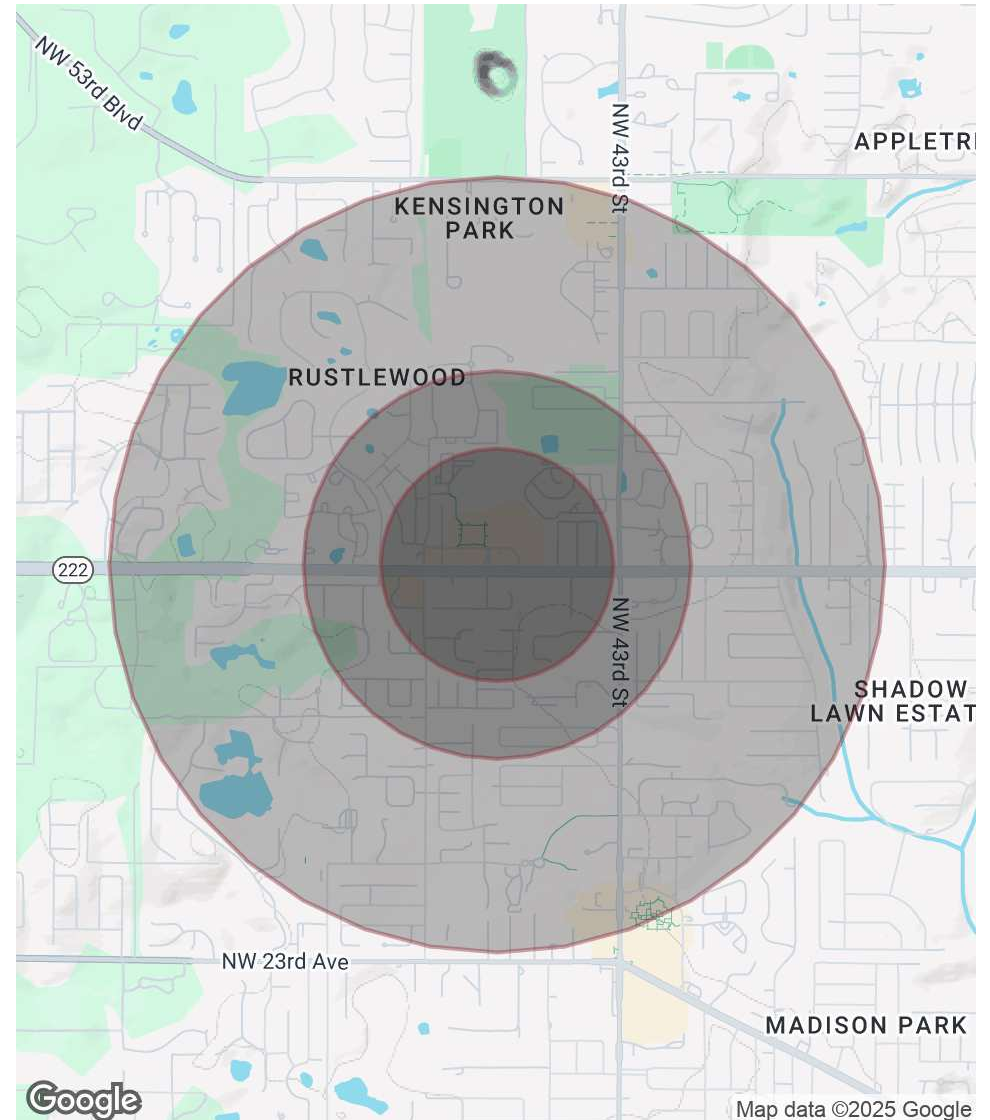 NW 53rd Blvd
NW 43rd St
APPLETR
KENSINGTON
PARK
RUSTLEWOOD
222
NW 43rd St
SHADOW
LAWN ESTAT
NW 23rd Ave
MADISON PARK
Google
Map data ©2025 Google